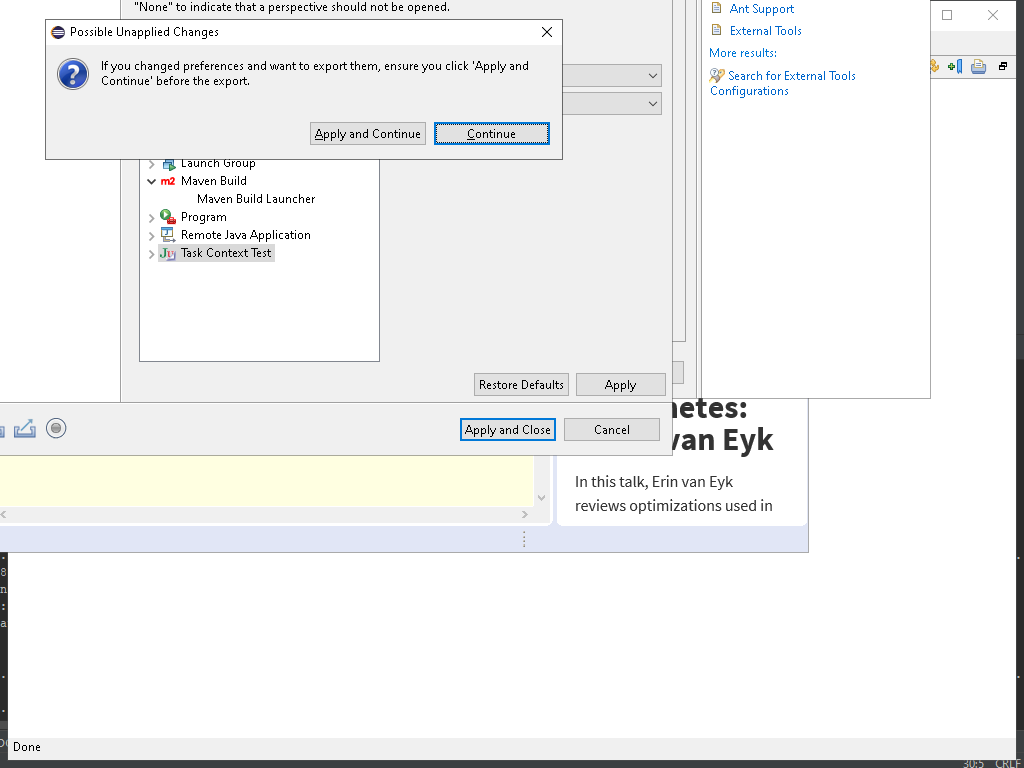 "None" to indicate that a perspective should not be opened.
Possible Unapplied Changes
If you changed preferences and want to export them, ensure you click 'Apply and
Continue' before the export.
Apply and Continue
Continue
Launch Group
m2 Maven Build
Maven Build Launcher
Program
Remote Java Application
Task Context Test
Restore Defaults
Apply
Apply and Close
Cancel
Ant Support
External Tools
More results:
Search for External Tools
Configurations
netes:
van Eyk
In this talk, Erin van Eyk
reviews optimizations used in
Done
30:5 CRLF